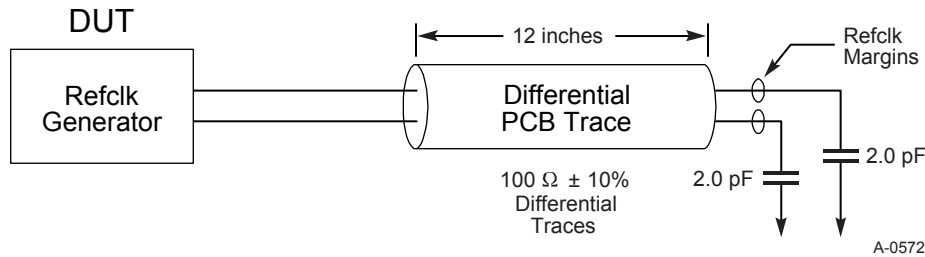 DUT
Refclk
Generator
12 inches
Differential
PCB Trace
100 Ω ± 10%
Differential
Traces
Refclk
Margins
2.0 pF
2.0 pF
A-0572